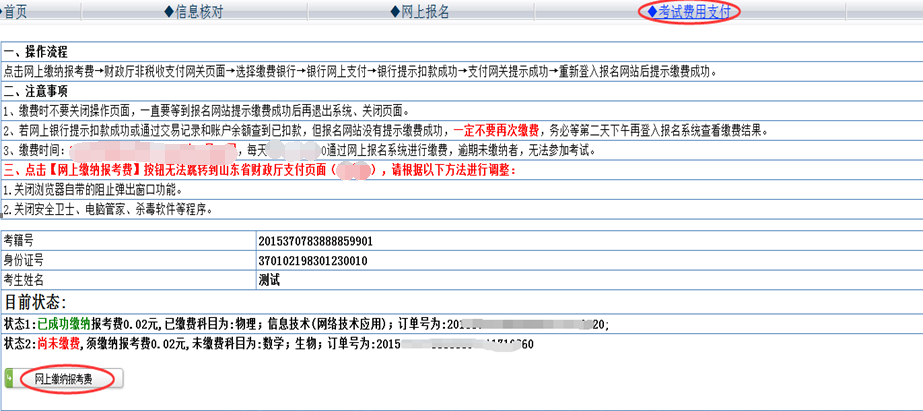 首页 ◆信息核对 ◆网上报名 ◆考试费用支付
一、操作流程
点击网上缴纳报考费→财政厅非税收支付网关页面→选择缴费银行→银行网上支付→银行提示扣款成功→支付网关提示成功→重新登入报名网站后提示缴费成功。
二、注意事项
1、缴费时不要关闭操作页面，一直要等到报名网站提示缴费成功后再退出系统、关闭页面。
2、若网上银行提示扣款成功或通过交易记录和账户余额查到已扣款，但报名网站没有提示缴费成功，一定不要再次缴费，务必等第二天下午再登入报名系统查看缴费结果。
3、缴费时间： ，每天 0通过网上报名系统进行缴费，逾期未缴纳者，无法参加考试。
三、点击【网上缴纳报考费】按钮无法跳转到山东省财政厅支付页面（ ），请根据以下方法进行调整：
1.关闭浏览器自带的阻止弹出窗口功能。
2.关闭安全卫士、电脑管家、杀毒软件等程序。
考籍号 2015370783888859901
身份证号 370102198301230010
考生姓名 测试
目前状态:
状态1:已成功缴纳报考费0.02元,已缴费科目为:物理；信息技术(网络技术应用)；订单号为:201 20;
状态2:尚未缴费,须缴纳报考费0.02元,未缴费科目为:数学；生物；订单号为:2015 60
网上缴纳报考费